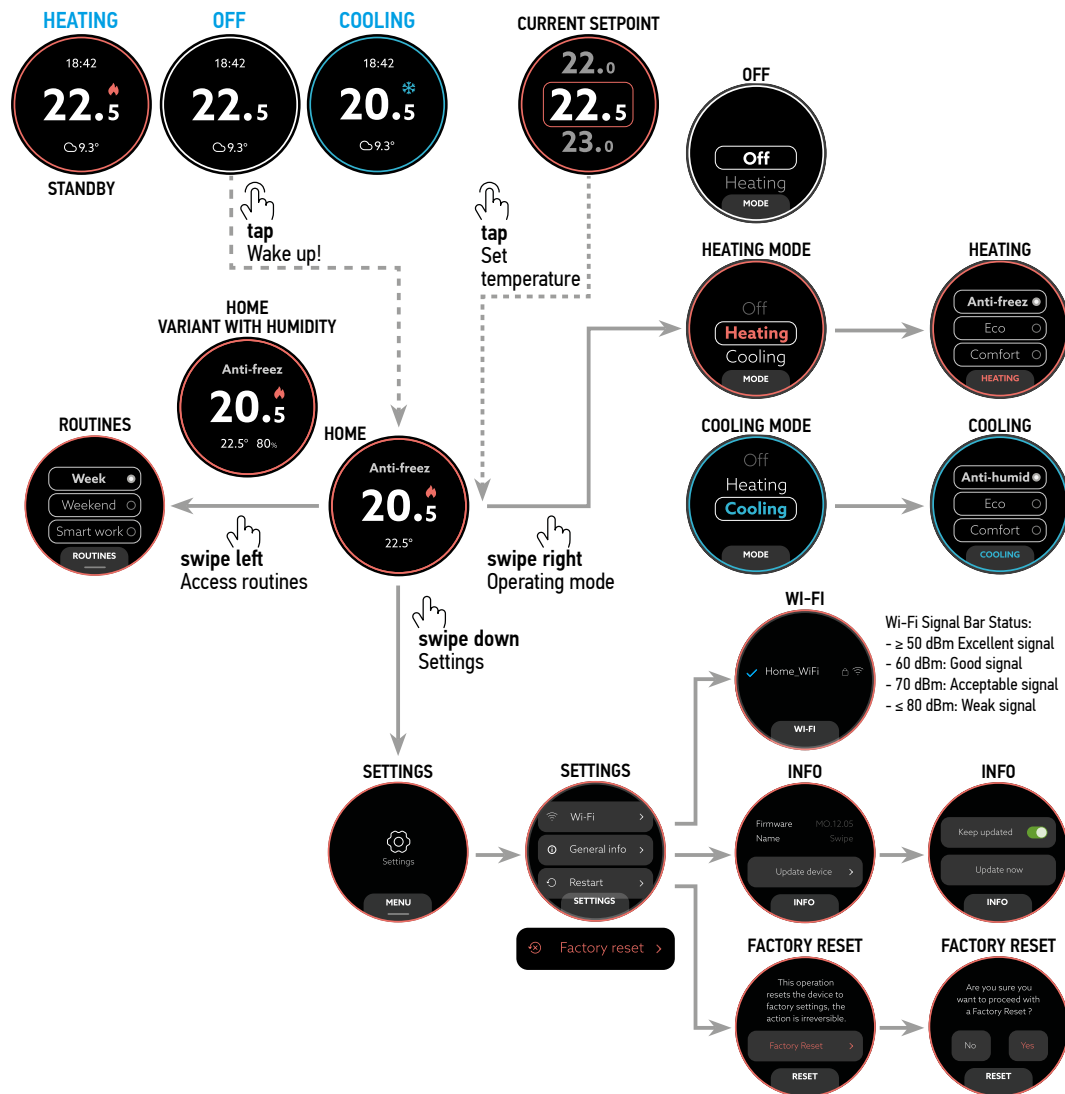 HEATING
18:42
22.5
9.3°
STANDBY
OFF
18:42
22.5
9.3°
COOLING
18:42
20.5
9.3°
CURRENT SETPOINT
22.0
22.5
23.0
OFF
Off
Heating
MODE
tap
Wake up!
tap
Set
temperature
HEATING MODE
Off
Heating
Cooling
MODE
HEATING
Anti-freez
Eco
Comfort
HEATING
HOME
VARIANT WITH HUMIDITY
Anti-freez
20.5
22.5° 80%
ROUTINES
Week
Weekend
Smart work
ROUTINES
HOME
Anti-freez
20.5
22.5°
COOLING MODE
Off
Heating
Cooling
MODE
COOLING
Anti-humid
Eco
Comfort
COOLING
swipe left
Access routines
swipe right
Operating mode
swipe down
Settings
WI-FI
Home_WiFi
WI-FI
Wi-Fi Signal Bar Status:
- ≥ 50 dBm Excellent signal
- 60 dBm: Good signal
- 70 dBm: Acceptable signal
- ≤ 80 dBm: Weak signal
SETTINGS
Settings
MENU
SETTINGS
Wi-Fi
General info
Restart
SETTINGS
Factory reset
INFO
Firmware MO.12.05
Name Swipe
Update device
INFO
INFO
Keep updated
Update now
INFO
FACTORY RESET
This operation
resets the device to
factory settings, the
action is irreversible.
Factory Reset
RESET
FACTORY RESET
Are you sure you
want to proceed with
a Factory Reset ?
No Yes
RESET